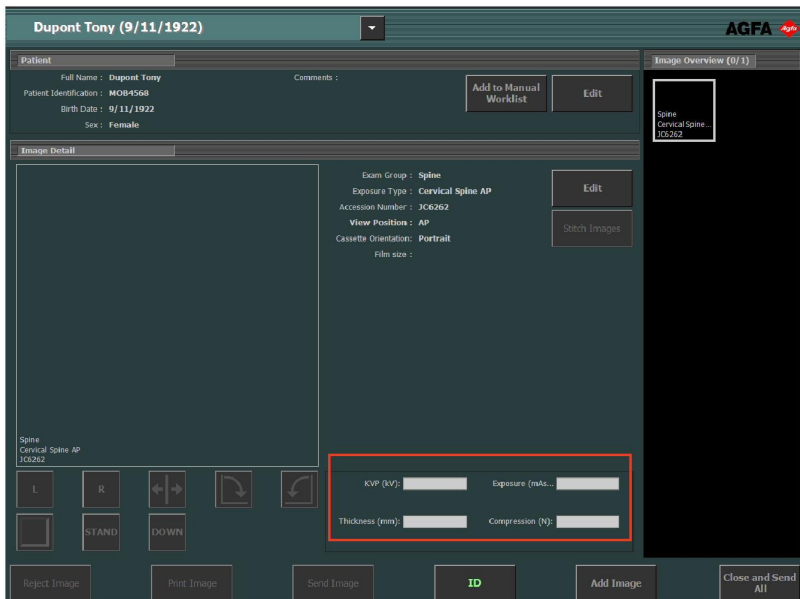 Dupont Tony (9/11/1922)
AGFA
Agfa
Patient
Full Name : Dupont Tony
Comments :
Patient Identification : MOB4568
Birth Date : 9/11/1922
Sex : Female
Add to Manual
Worklist
Edit
Image Overview (0/1)
Spine
Cervical Spine...
JC6262
Image Detail
Exam Group : Spine
Exposure Type : Cervical Spine AP
Accession Number : JC6262
View Position : AP
Cassette Orientation: Portrait
Film size :
Edit
Stitch Images
Spine
Cervical Spine AP
JC6262
L
R
STAND
DOWN
KVP (kV):
Exposure (mAs...
Thickness (mm):
Compression (N):
Reject Image
Print Image
Send Image
ID
Add Image
Close and Send
All